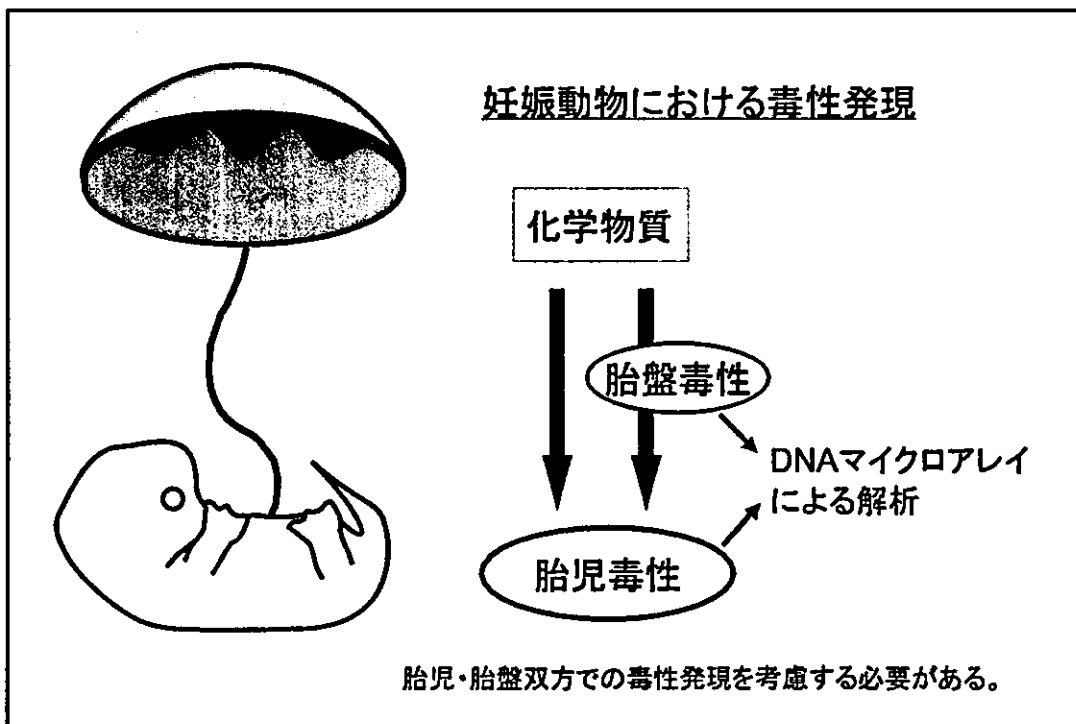 妊娠動物における毒性発現
化学物質
胎盤毒性
DNAマイクロアレイ
による解析
胎児毒性
胎児・胎盤双方での毒性発現を考慮する必要がある。